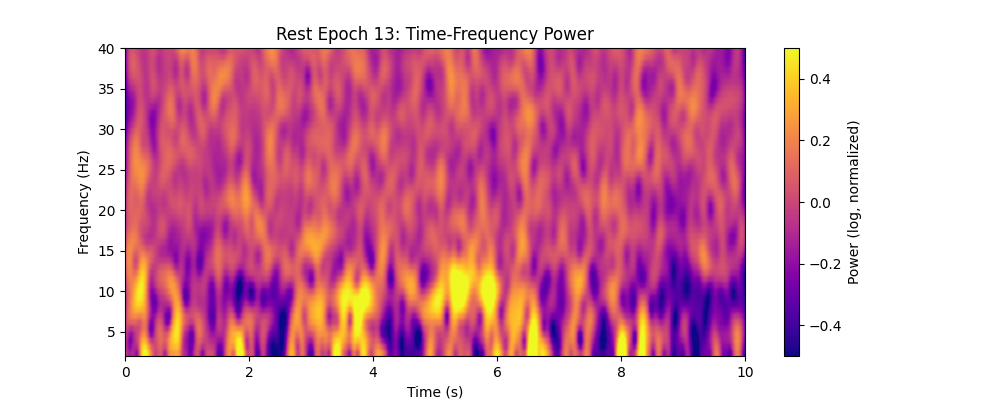 Rest Epoch 13: Time-Frequency Power
Frequency (Hz)
40
35
30
25
20
15
10
5
0 2 4 6 8 10
Time (s)
0.4
0.2
0.0
−0.2
−0.4
Power (log, normalized)